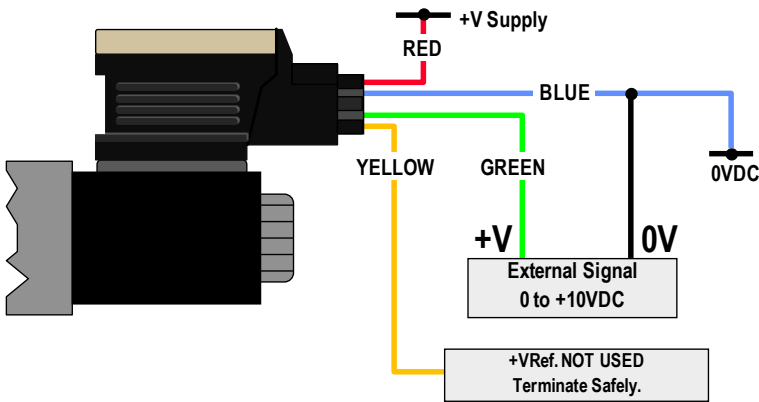 +V Supply
RED
BLUE
YELLOW
GREEN
0VDC
+V
0V
External Signal
0 to +10VDC
+VRef. NOT USED
Terminate Safely.